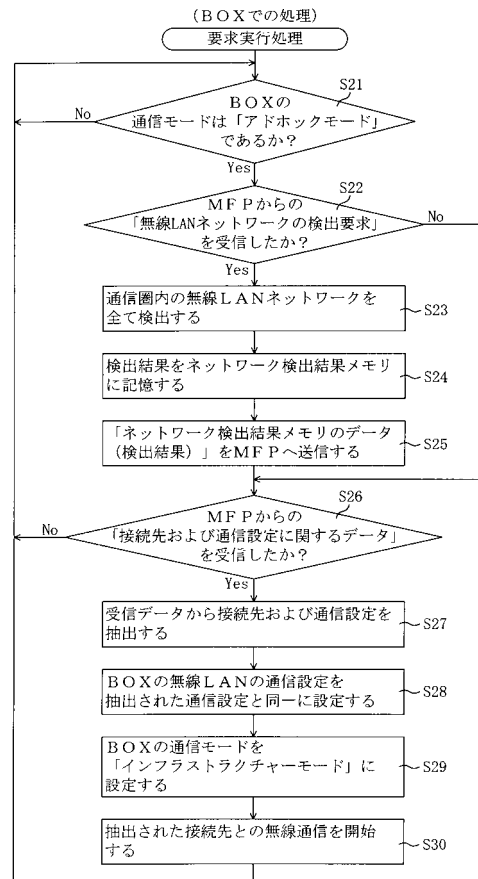 (BOXでの処理)
要求実行処理
S21
BOXの
通信モードは「アドホックモード」
であるか?
No
Yes
S22
MFPからの
「無線LANネットワークの検出要求」
を受信したか?
No
Yes
通信圏内の無線LANネットワークを
全て検出する
S23
検出結果をネットワーク検出結果メモリ
に記憶する
S24
「ネットワーク検出結果メモリのデータ
(検出結果)」をMFPへ送信する
S25
S26
MFPからの
「接続先および通信設定に関するデータ」
を受信したか?
No
Yes
受信データから接続先および通信設定を
抽出する
S27
BOXの無線LANの通信設定を
抽出された通信設定と同一に設定する
S28
BOXの通信モードを
「インフラストラクチャーモード」に
設定する
S29
抽出された接続先との無線通信を開始
する
S30